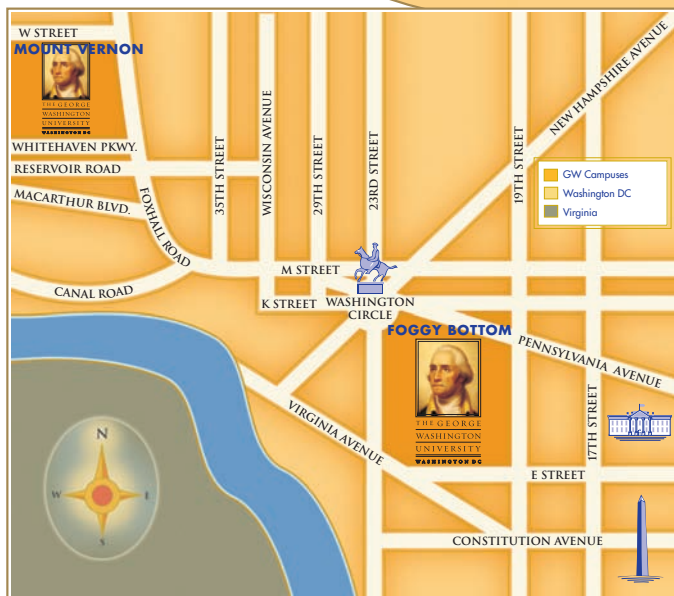 W STREET
MOUNT VERNON
THE GEORGE
WASHINGTON
UNIVERSITY
WASHINGTON DC
WHITEHAVEN PKWY.
RESERVOIR ROAD
MACARTHUR BLVD.
FOXHALL ROAD
CANAL ROAD
35TH STREET
WISCONSIN AVENUE
29TH STREET
23RD STREET
19TH STREET
NEW HAMPSHIRE AVENUE
GW Campuses
Washington DC
Virginia
M STREET
K STREET
WASHINGTON
CIRCLE
FOGGY BOTTOM
THE GEORGE
WASHINGTON
UNIVERSITY
WASHINGTON DC
PENNSYLVANIA AVENUE
VIRGINIA AVENUE
17TH STREET
E STREET
CONSTITUTION AVENUE
N
W
E
S